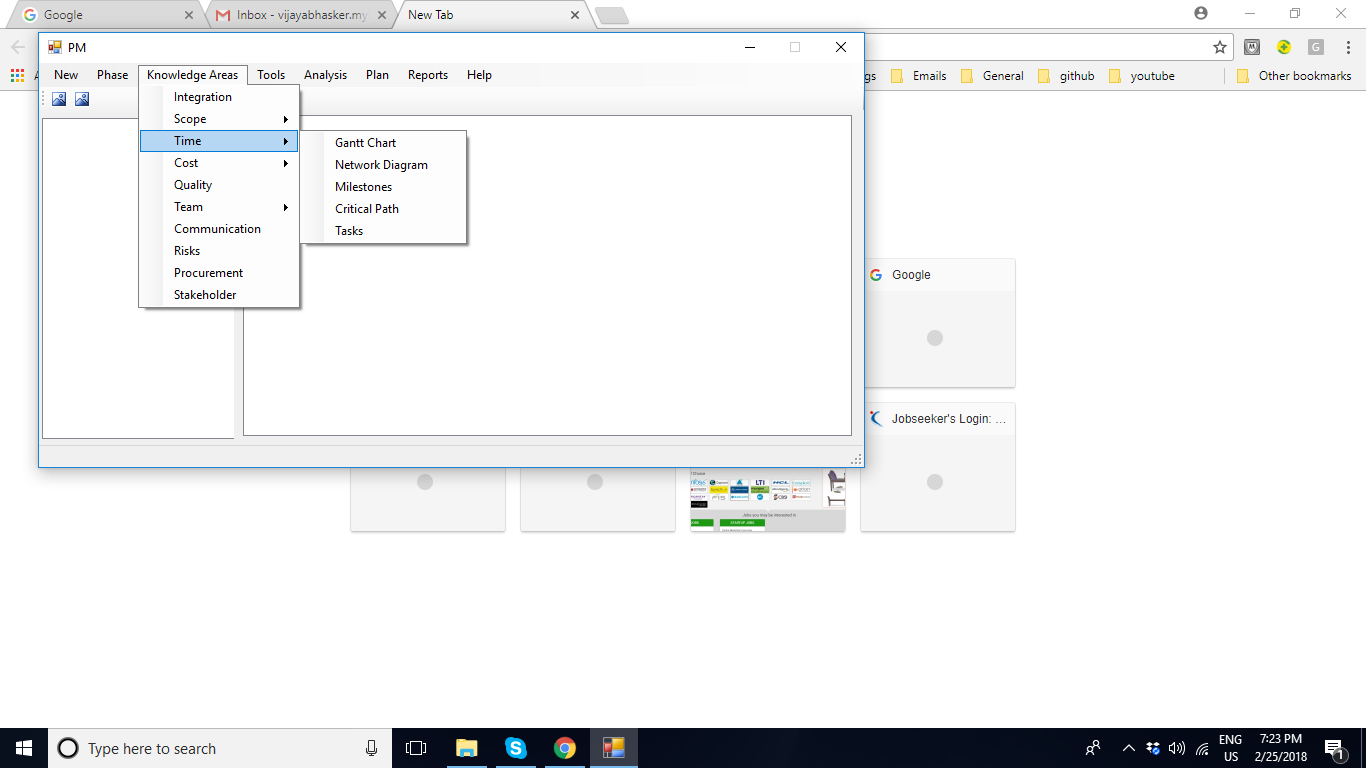 Google
Inbox - vijayabhasker.my
New Tab
PM
New Phase Knowledge Areas Tools Analysis Plan Reports Help
gs Emails General github youtube Other bookmarks
Integration
Scope
Time
Cost
Quality
Team
Communication
Risks
Procurement
Stakeholder
Gantt Chart
Network Diagram
Milestones
Critical Path
Tasks
Google
Jobseeker's Login: ...
LTI
HCL
Jobs you may be interested in
STARTUP JOBS
Type here to search
ENG
US
7:23 PM
2/25/2018
1